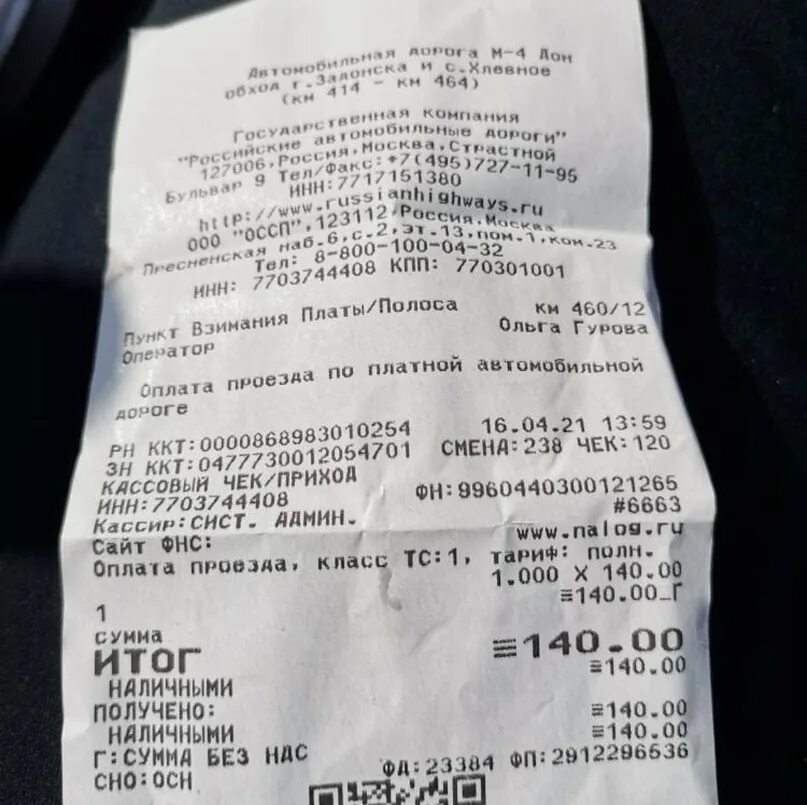 Автомобильная дорога М-4 Дон
обход г.Задонска и с.Хлевное
(км 414 - км 464)
Государственная компания
"Российские автомобильные дороги"
127006,Россия,Москва,Страстной
Бульвар 9 Тел/Факс:+7(495)727-11-95
ИНН:7717151380
http://www.russianhighways.ru
ООО "ОССП",123112,Россия,Москва
Пресненская наб.6,с.2,эт.13,пом.1,ком.23
Тел: 8-800-100-04-32
ИНН: 7703744408 КПП: 770301001
Пункт Взимания Платы/Полоса км 460/12
Оператор Ольга Гурова
Оплата проезда по платной автомобильной
дороге
РН ККТ:0000868983010254 16.04.21 13:59
ЗН ККТ:0477730012054701 СМЕНА:238 ЧЕК:120
КАССОВЫЙ ЧЕК/ПРИХОД
ИНН:7703744408 ФН:9960440300121265
Кассир:СИСТ. АДМИН. #6663
Сайт ФНС: www.nalog.ru
Оплата проезда, класс ТС:1, тариф: полн.
1.000 X 140.00
1 ≡140.00_Г
СУММА
ИТОГ ≡140.00
НАЛИЧНЫМИ ≡140.00
ПОЛУЧЕНО:
НАЛИЧНЫМИ ≡140.00
Г:СУММА БЕЗ НДС ≡140.00
СНО:ОСН ФД:23384 ФП:2912296536